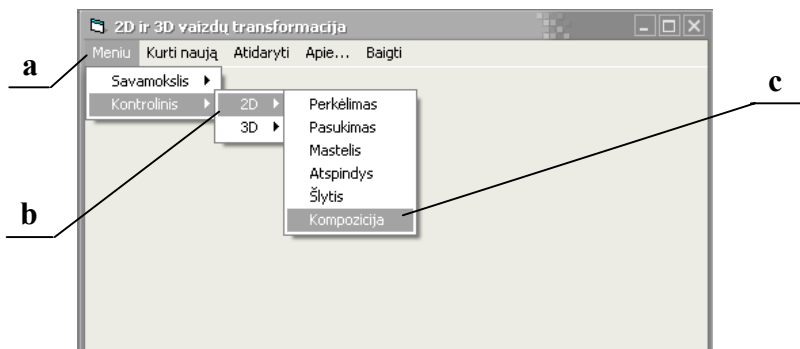 2D ir 3D vaizdų transformacija
Meniu Kurti naują Atidaryti Apie... Baigti
a
Savamokslis
c
Kontrolinis 2D Perkėlimas
3D Pasukimas
Mastelis
Atspindys
Šlytis
b
Kompozicija